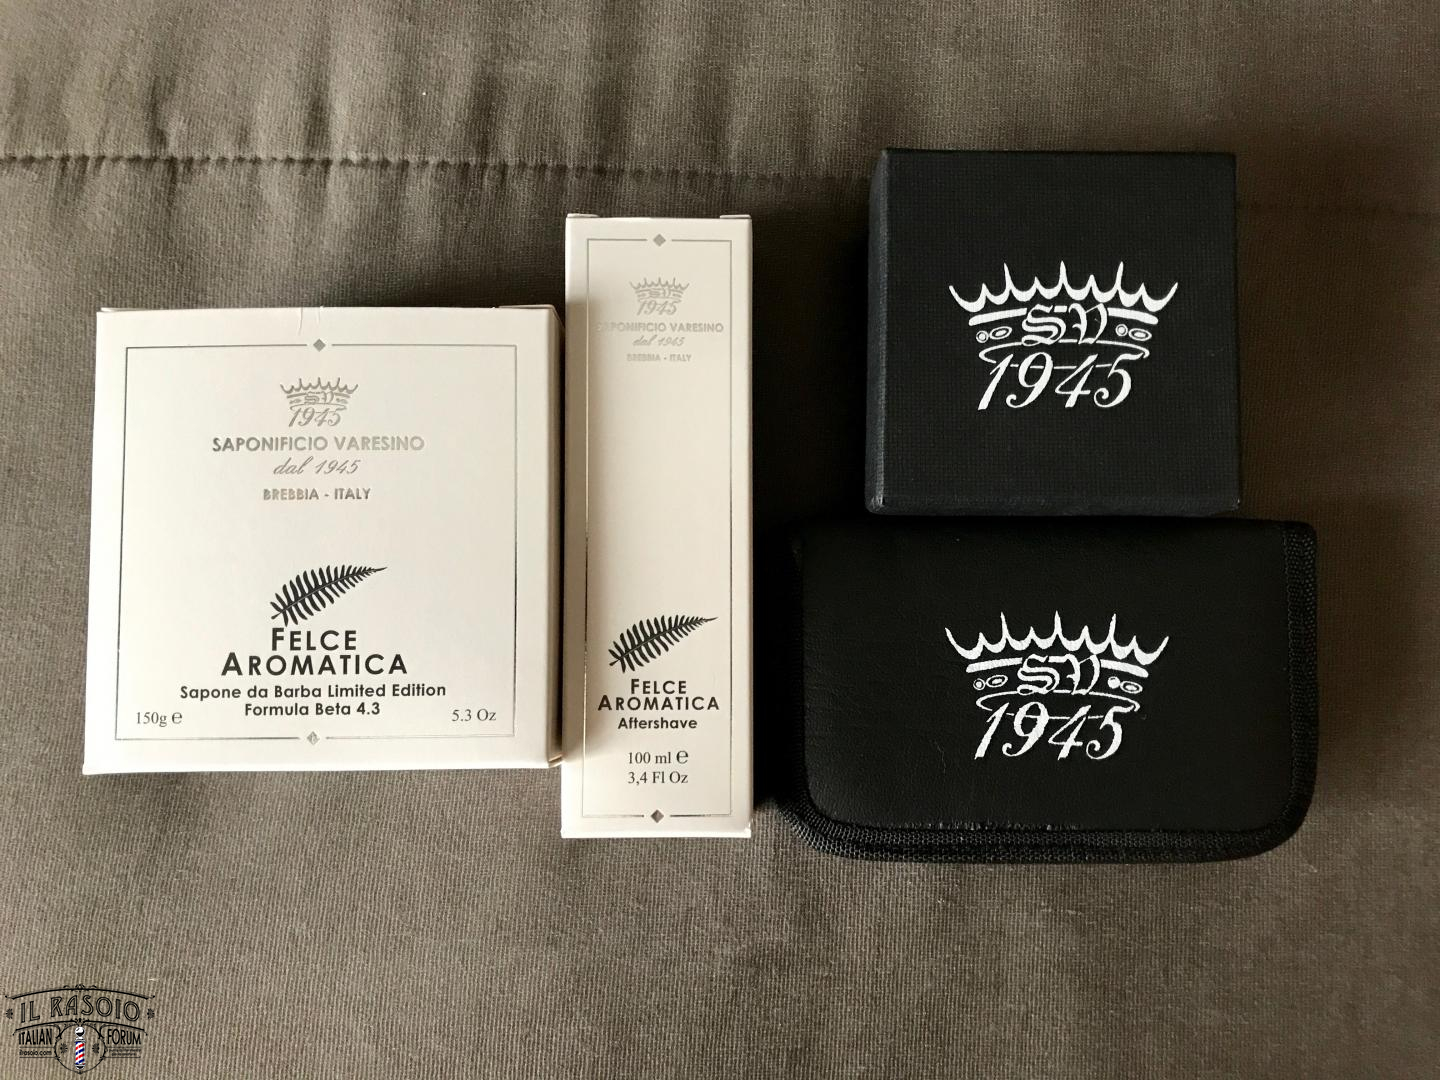 SV
1945
SAPONIFICIO VARESINO
dal 1945
BREBBIA - ITALY
FELCE
AROMATICA
Sapone da Barba Limited Edition
Formula Beta 4.3
150g ℮
5.3 Oz
SV
1945
SAPONIFICIO VARESINO
dal 1945
BREBBIA - ITALY
FELCE
AROMATICA
Aftershave
100 ml ℮
3,4 Fl Oz
SV
1945
SV
1945
IL RASOIO
ITALIAN FORUM